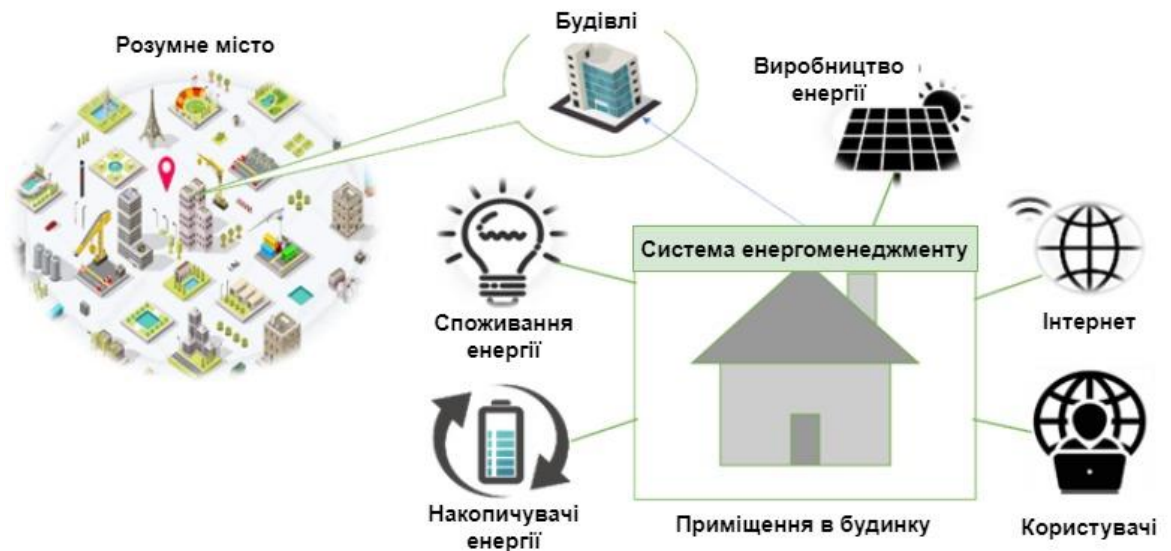 Розумне місто
Будівлі
Виробництво
енергії
Система енергоменеджменту
Споживання
енергії
Інтернет
Накопичувачі
енергії
Приміщення в будинку
Користувачі